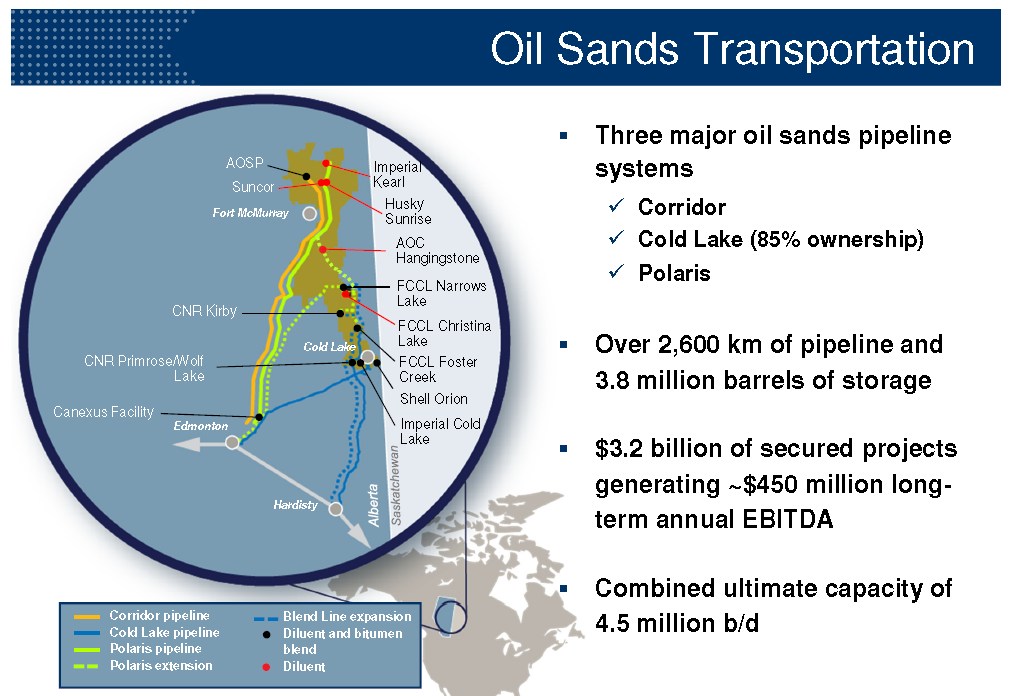 Oil Sands Transportation
AOSP
Suncor
Fort McMurray
Imperial
Kearl
Husky
Sunrise
AOC
Hangingstone
FCCL Narrows
Lake
CNR Kirby
FCCL Christina
Lake
Cold Lake
CNR Primrose/Wolf
Lake
FCCL Foster
Creek
Shell Orion
Canexus Facility
Imperial Cold
Lake
Edmonton
Hardisty
Alberta
Saskatchewan
Corridor pipeline
Cold Lake pipeline
Polaris pipeline
Polaris extension
Blend Line expansion
Diluent and bitumen
blend
Diluent
▪ Three major oil sands pipeline
systems
✓ Corridor
✓ Cold Lake (85% ownership)
✓ Polaris
▪ Over 2,600 km of pipeline and
3.8 million barrels of storage
▪ $3.2 billion of secured projects
generating ~$450 million long-
term annual EBITDA
▪ Combined ultimate capacity of
4.5 million b/d